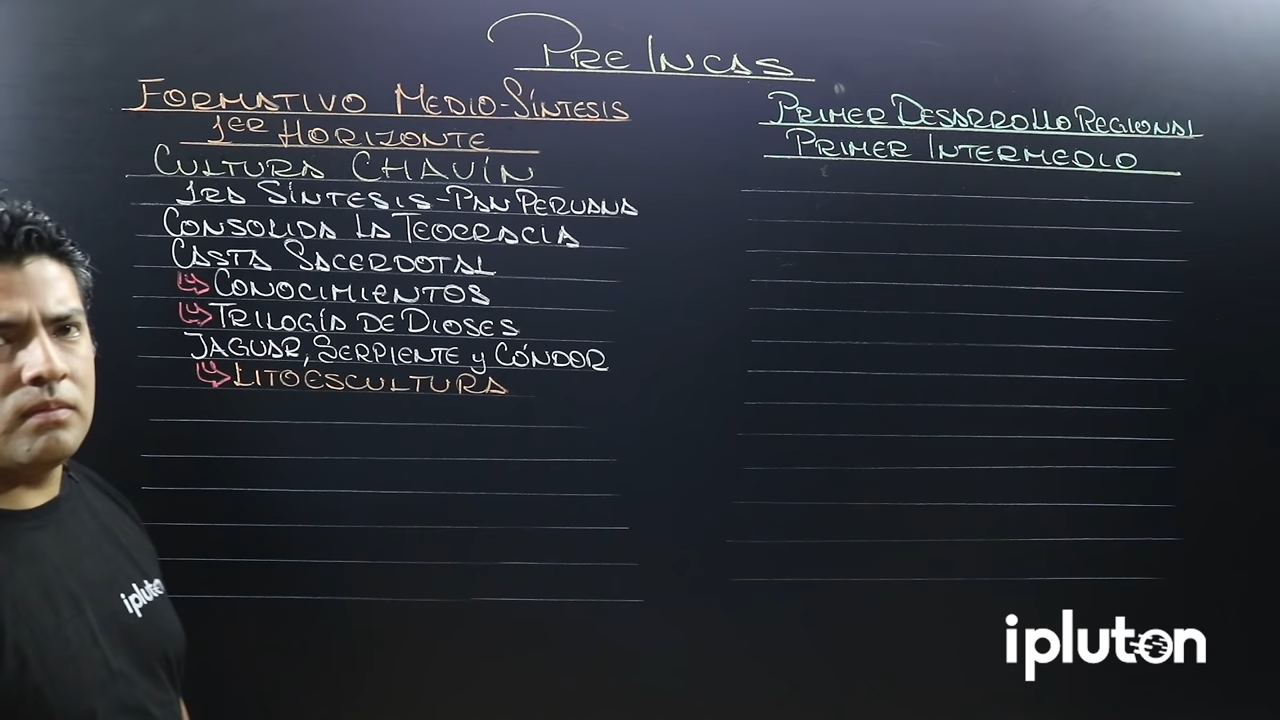 PRE INCAS
FORMATIVO MEDIO-SÍNTESIS
1ER HORIZONTE
CULTURA CHAVÍN
1RA SÍNTESIS-PAN PERUANA
CONSOLIDA LA TEOCRACIA
CASTA SACERDOTAL
CONOCIMIENTOS
TRILOGÍA DE DIOSES
JAGUAR, SERPIENTE y CÓNDOR
LITOESCULTURA
PRIMER DESARROLLO REGIONAL
PRIMER INTERMEDIO
ipluton
ipluton